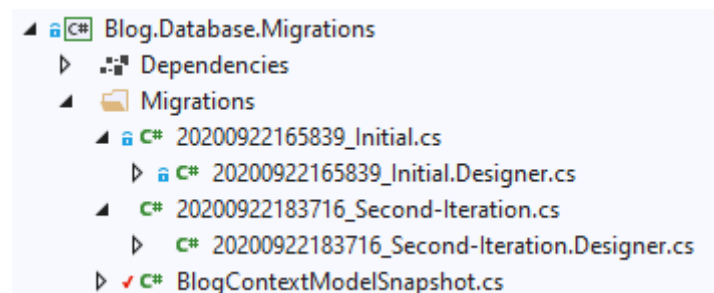 C# Blog.Database.Migrations
Dependencies
Migrations
C# 20200922165839_Initial.cs
C# 20200922165839_Initial.Designer.cs
C# 20200922183716_Second-Iteration.cs
C# 20200922183716_Second-Iteration.Designer.cs
C# BlogContextModelSnapshot.cs